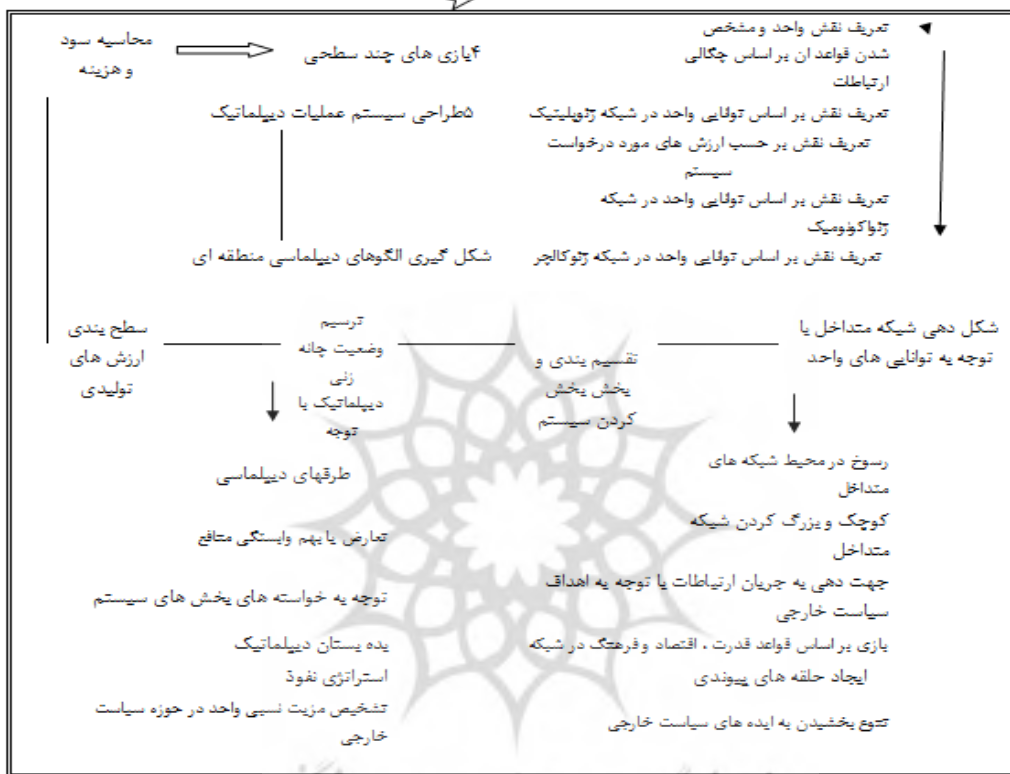 تعریف نقش واحد و مشخص
شدن قواعد ان بر اساس چگالی
ارتباطات
تعریف نقش بر اساس توانایی واحد در شبکه ژئوپلیتیک
تعریف نقش بر حسب ارزش های مورد درخواست
سیستم
تعریف نقش بر اساس توانایی واحد در شبکه
ژئواکونومیک
تعریف نقش بر اساس توانایی واحد در شبکه ژئوکالچر
۴بازی های چند سطحی
محاسبه سود
و هزینه
۵طراحی سیستم عملیات دیپلماتیک
شکل گیری الگوهای دیپلماسی منطقه ای
شکل دهی شبکه متداخل با
توجه به توانایی های واحد
تقسیم بندی و
بخش بخش
کردن سیستم
ترسیم
وضعیت چانه
زنی
دیپلماتیک با
توجه
سطح بندی
ارزش های
تولیدی
رسوخ در محیط شبکه های
متداخل
کوچک و بزرگ کردن شبکه
متداخل
جهت دهی به جریان ارتباطات با توجه به اهداف
سیاست خارجی
بازی بر اساس قواعد قدرت ، اقتصاد و فرهنگ در شبکه
ایجاد حلقه های پیوندی
تنوع بخشیدن به ایده های سیاست خارجی
طرقهای دیپلماسی
تعارض یا بهم وابستگی منافع
توجه به خواسته های بخش های سیستم
بده بستان دیپلماتیک
استراتژی نفوذ
تشخیص مزیت نسبی واحد در حوزه سیاست
خارجی